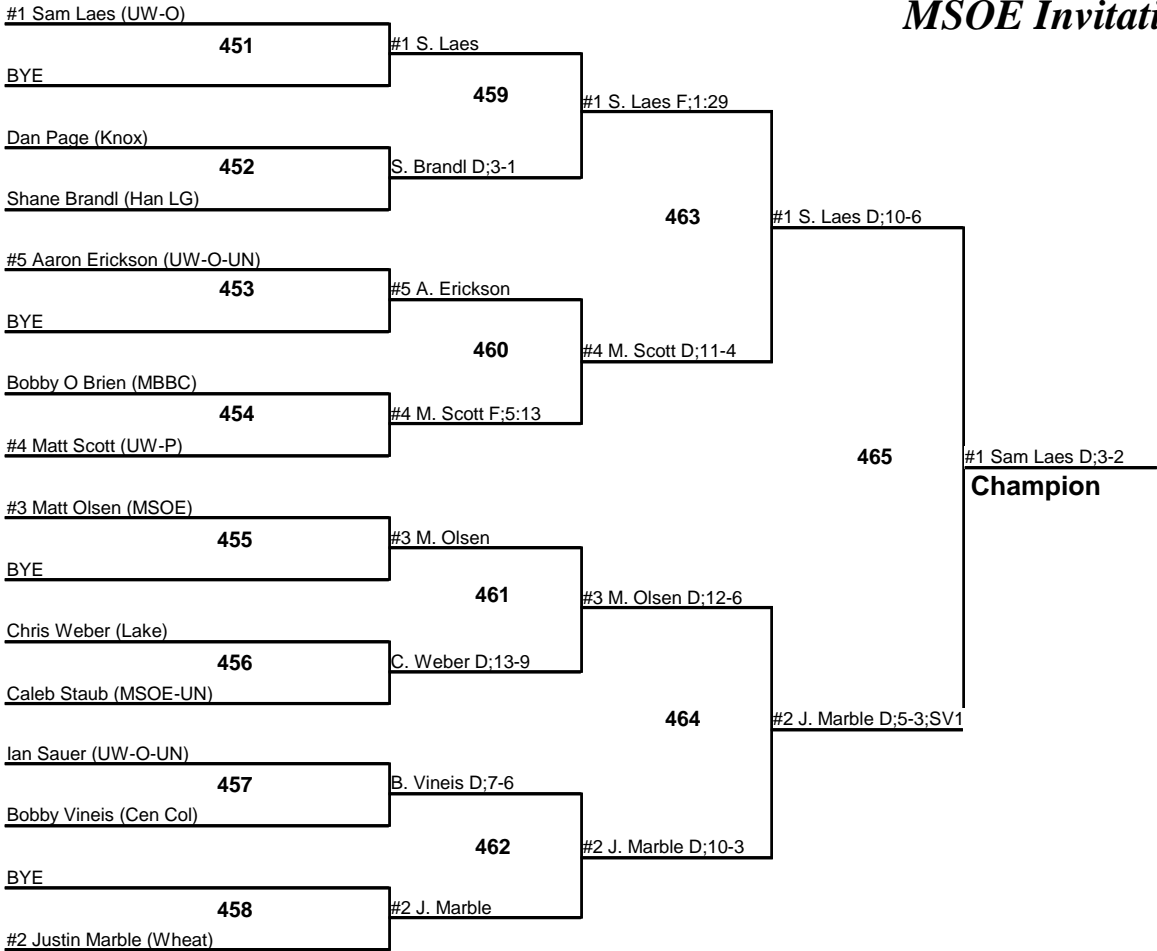 MSOE Invitati
#1 Sam Laes (UW-O)
451
BYE
#1 S. Laes
459
Dan Page (Knox)
452
Shane Brandl (Han LG)
S. Brandl D;3-1
#1 S. Laes F;1:29
463
#5 Aaron Erickson (UW-O-UN)
453
BYE
#5 A. Erickson
460
Bobby O Brien (MBBC)
454
#4 Matt Scott (UW-P)
#4 M. Scott F;5:13
#4 M. Scott D;11-4
#1 S. Laes D;10-6
465
#3 Matt Olsen (MSOE)
455
BYE
#3 M. Olsen
461
Chris Weber (Lake)
456
Caleb Staub (MSOE-UN)
C. Weber D;13-9
#3 M. Olsen D;12-6
464
Ian Sauer (UW-O-UN)
457
Bobby Vineis (Cen Col)
B. Vineis D;7-6
462
BYE
458
#2 Justin Marble (Wheat)
#2 J. Marble
#2 J. Marble D;10-3
#2 J. Marble D;5-3;SV1
#1 Sam Laes D;3-2
Champion